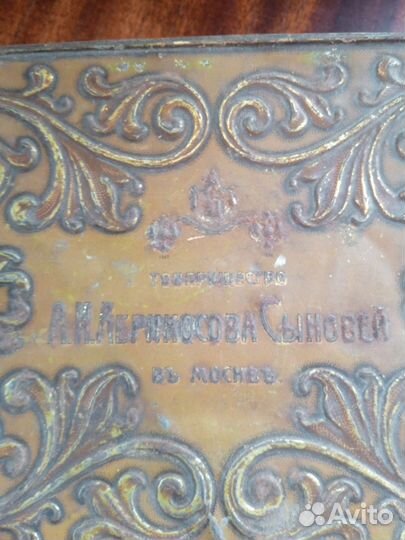 Товарищество
А.И.Абрикосова Сыновей
въ Москвѣ.
Avito